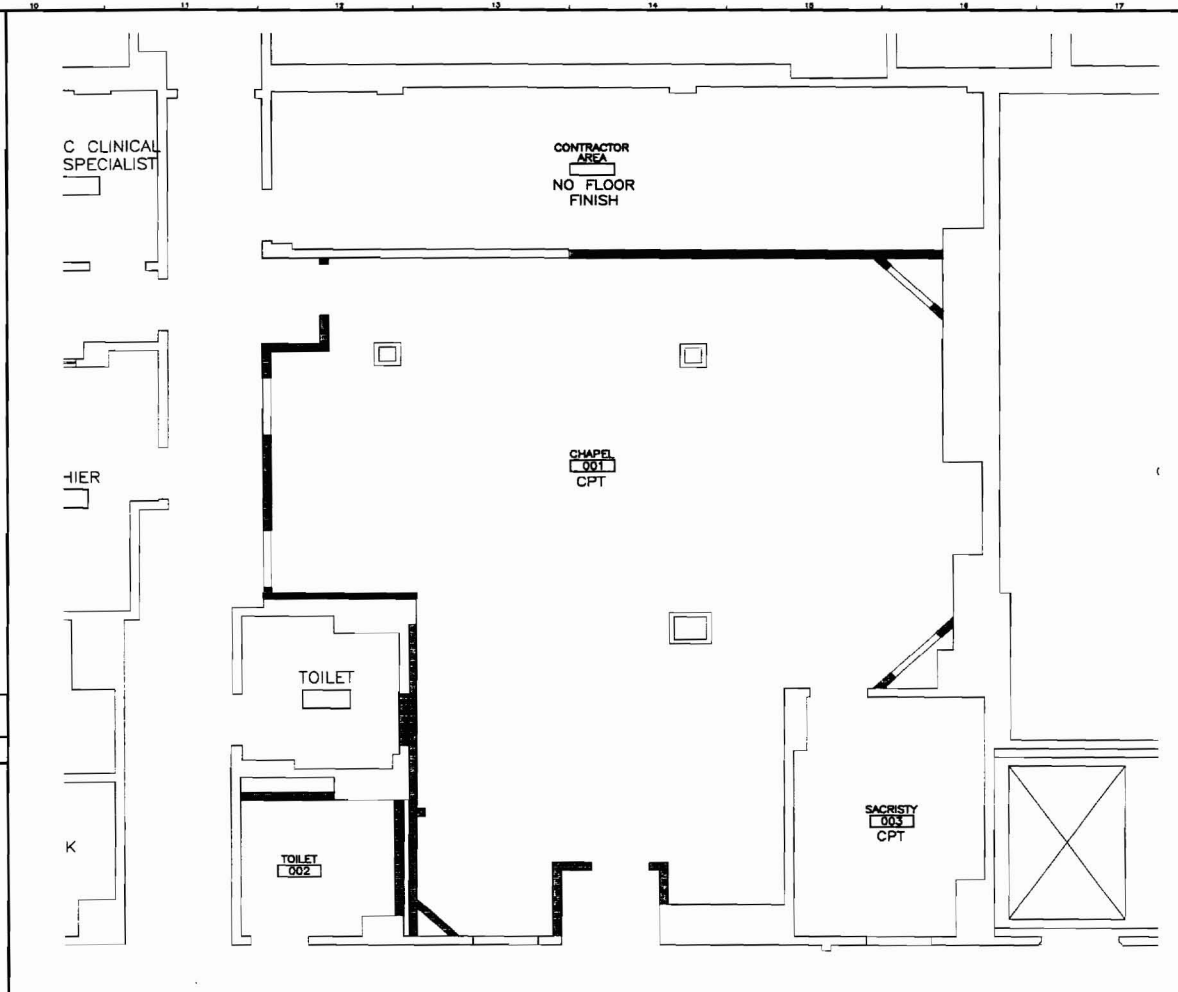 10 11 12 13 14 15 16 17
C CLINICAL
SPECIALIST
CONTRACTOR
AREA
NO FLOOR
FINISH
HIER
CHAPEL
001
CPT
TOILET
K
TOILET
002
SACRISTY
003
CPT